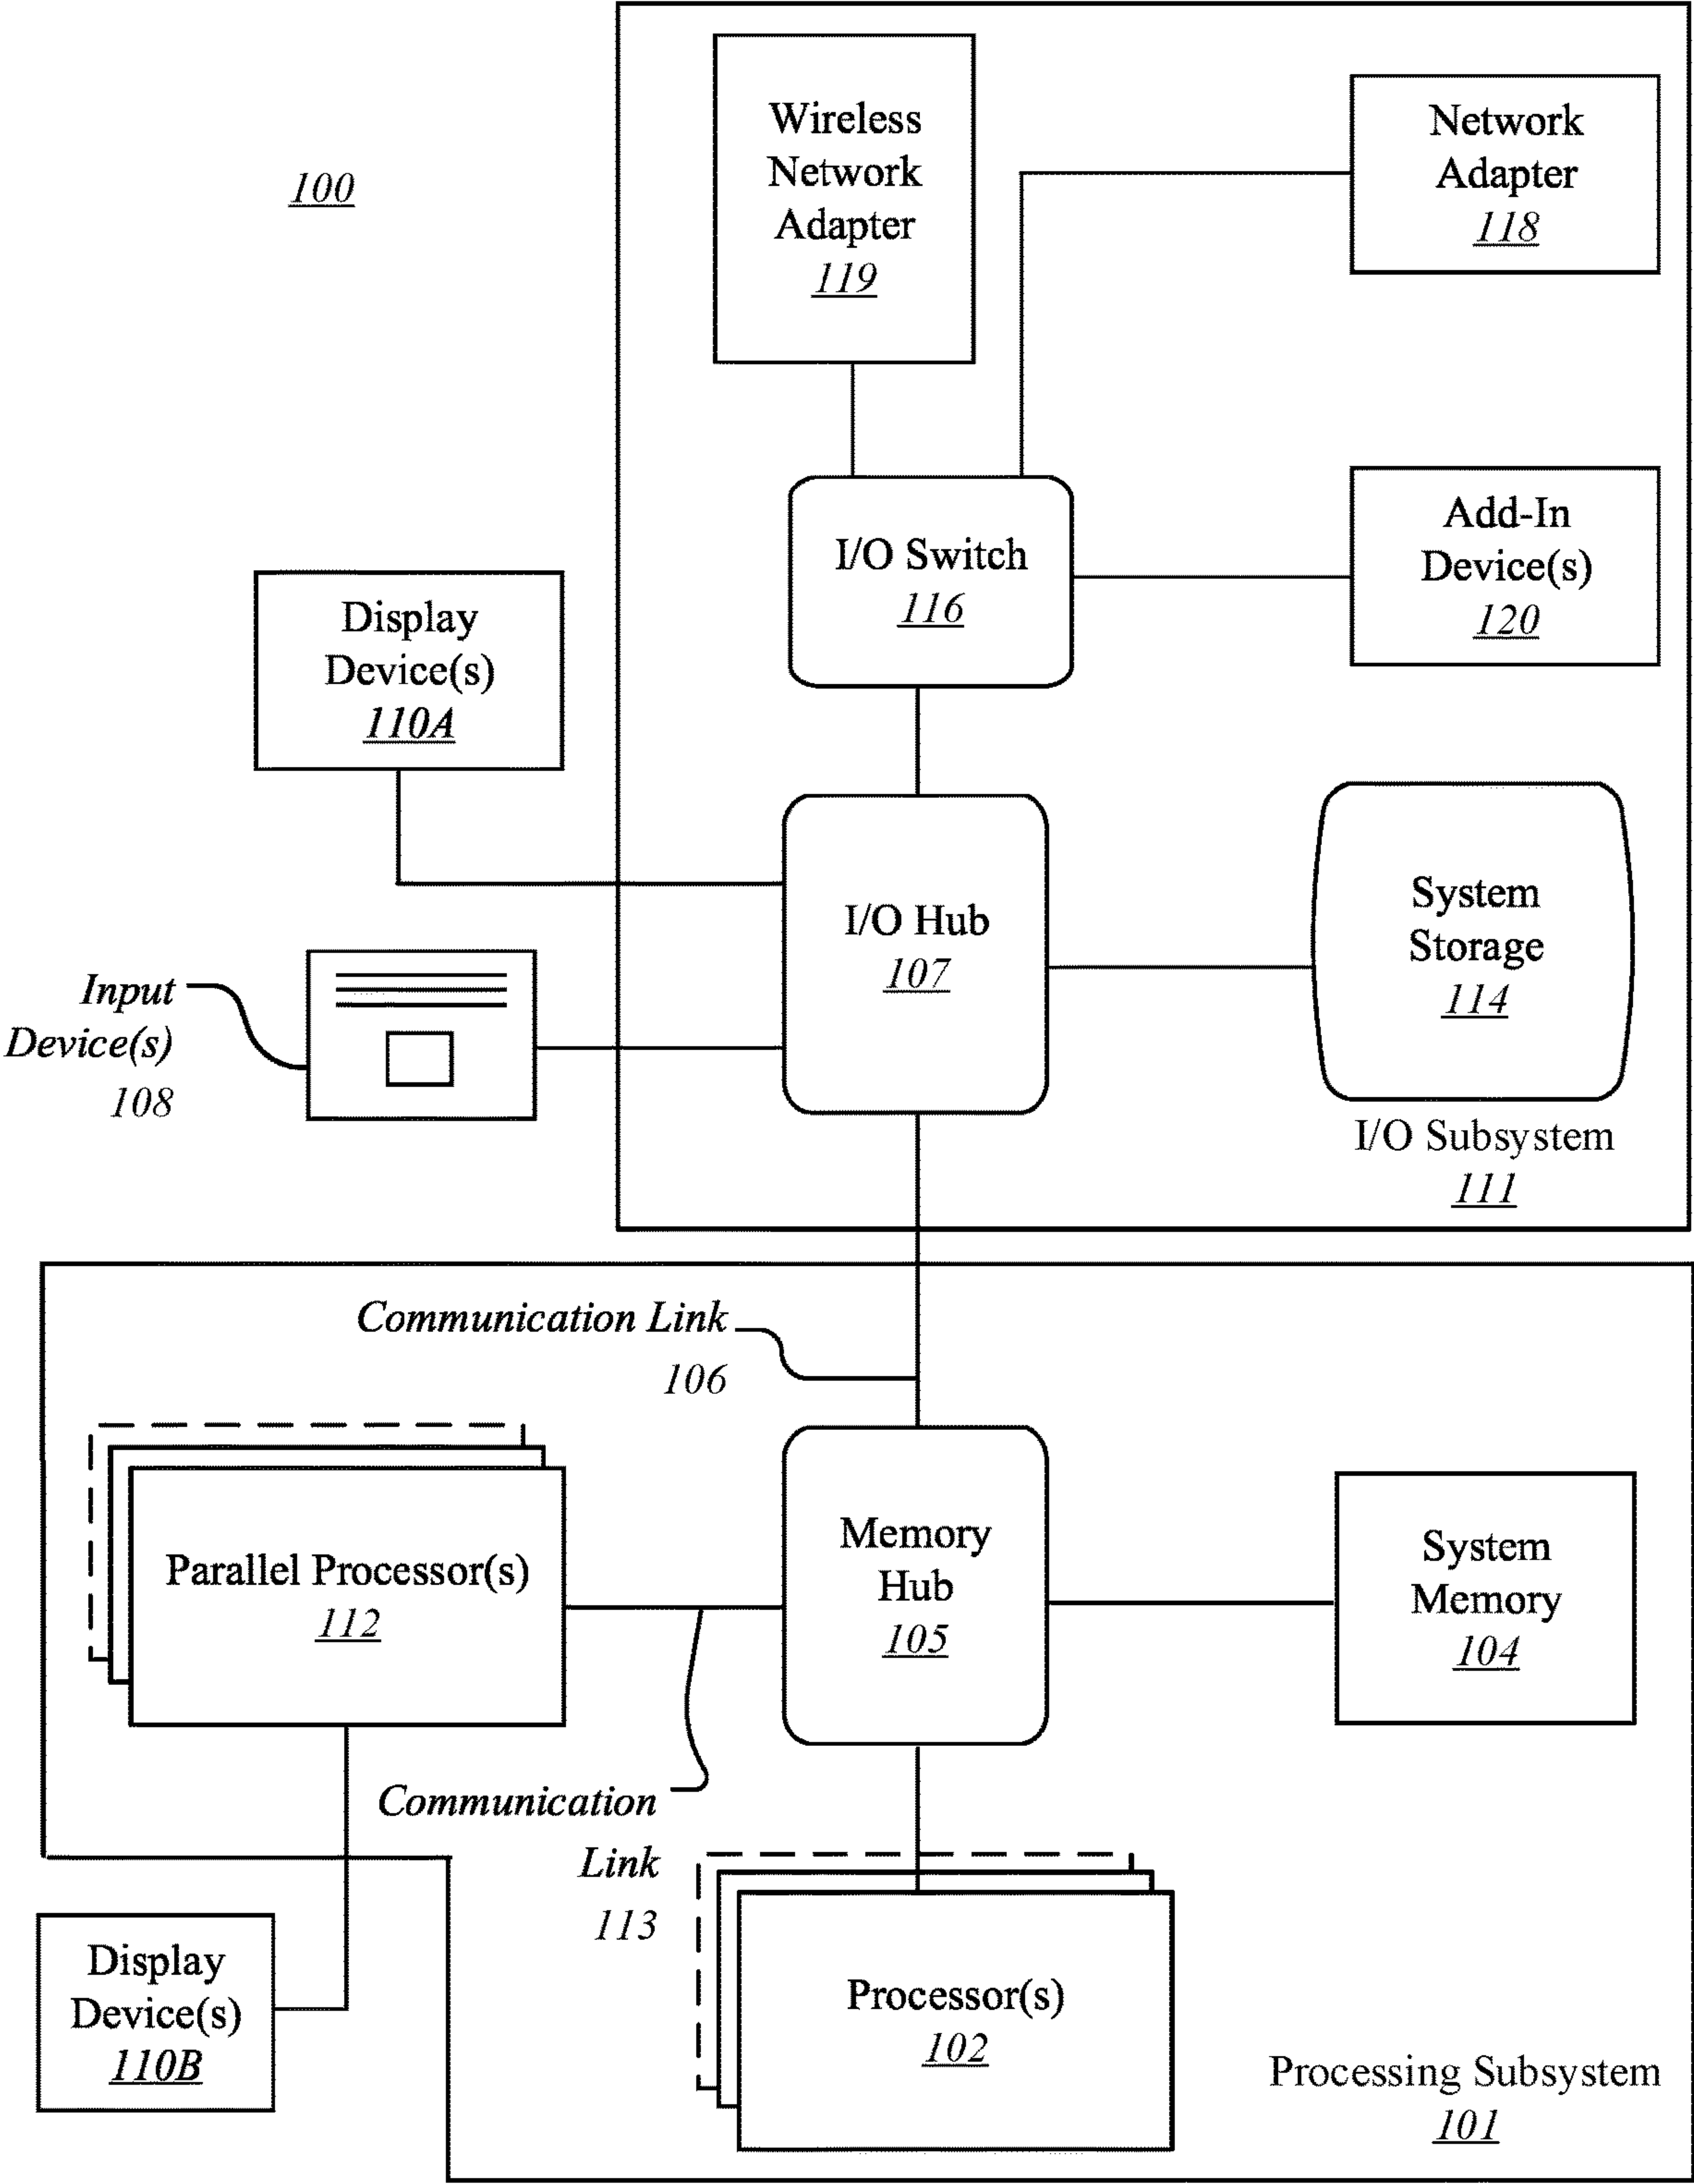 100
Wireless
Network
Adapter
119
Network
Adapter
118
I/O Switch
116
Add-In
Device(s)
120
Display
Device(s)
110A
I/O Hub
107
System
Storage
114
Input
Device(s)
108
I/O Subsystem
111
Communication Link
106
Parallel Processor(s)
112
Memory
Hub
105
System
Memory
104
Communication
Link
113
Display
Device(s)
110B
Processor(s)
102
Processing Subsystem
101